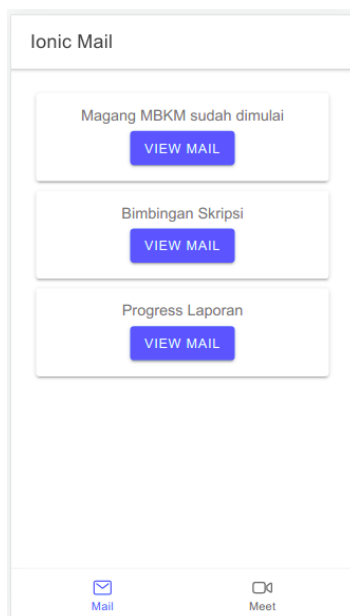 Ionic Mail
Magang MBKM sudah dimulai
VIEW MAIL
Bimbingan Skripsi
VIEW MAIL
Progress Laporan
VIEW MAIL
Mail
Meet